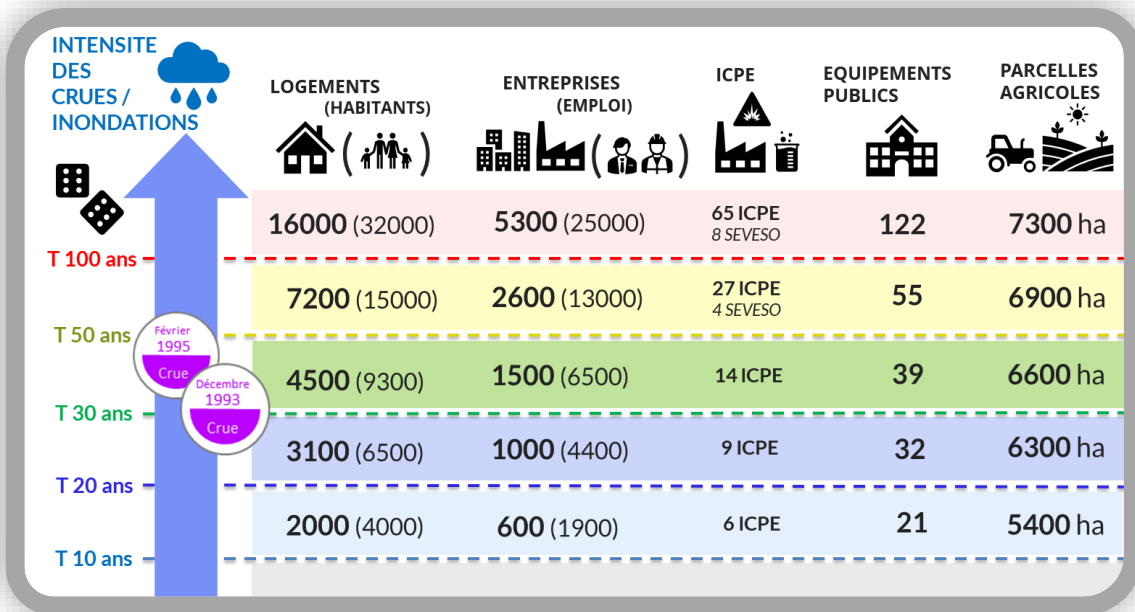 INTENSITE
DES
CRUES /
INONDATIONS
LOGEMENTS
(HABITANTS)
ENTREPRISES
(EMPLOI)
ICPE
EQUIPEMENTS
PUBLICS
PARCELLES
AGRICOLES
( )
( )
16000 (32000)
5300 (25000)
65 ICPE
8 SEVESO
122
7300 ha
T 100 ans
7200 (15000)
2600 (13000)
27 ICPE
4 SEVESO
55
6900 ha
T 50 ans
Février
1995
Crue
4500 (9300)
1500 (6500)
14 ICPE
39
6600 ha
Décembre
1993
Crue
T 30 ans
3100 (6500)
1000 (4400)
9 ICPE
32
6300 ha
T 20 ans
2000 (4000)
600 (1900)
6 ICPE
21
5400 ha
T 10 ans